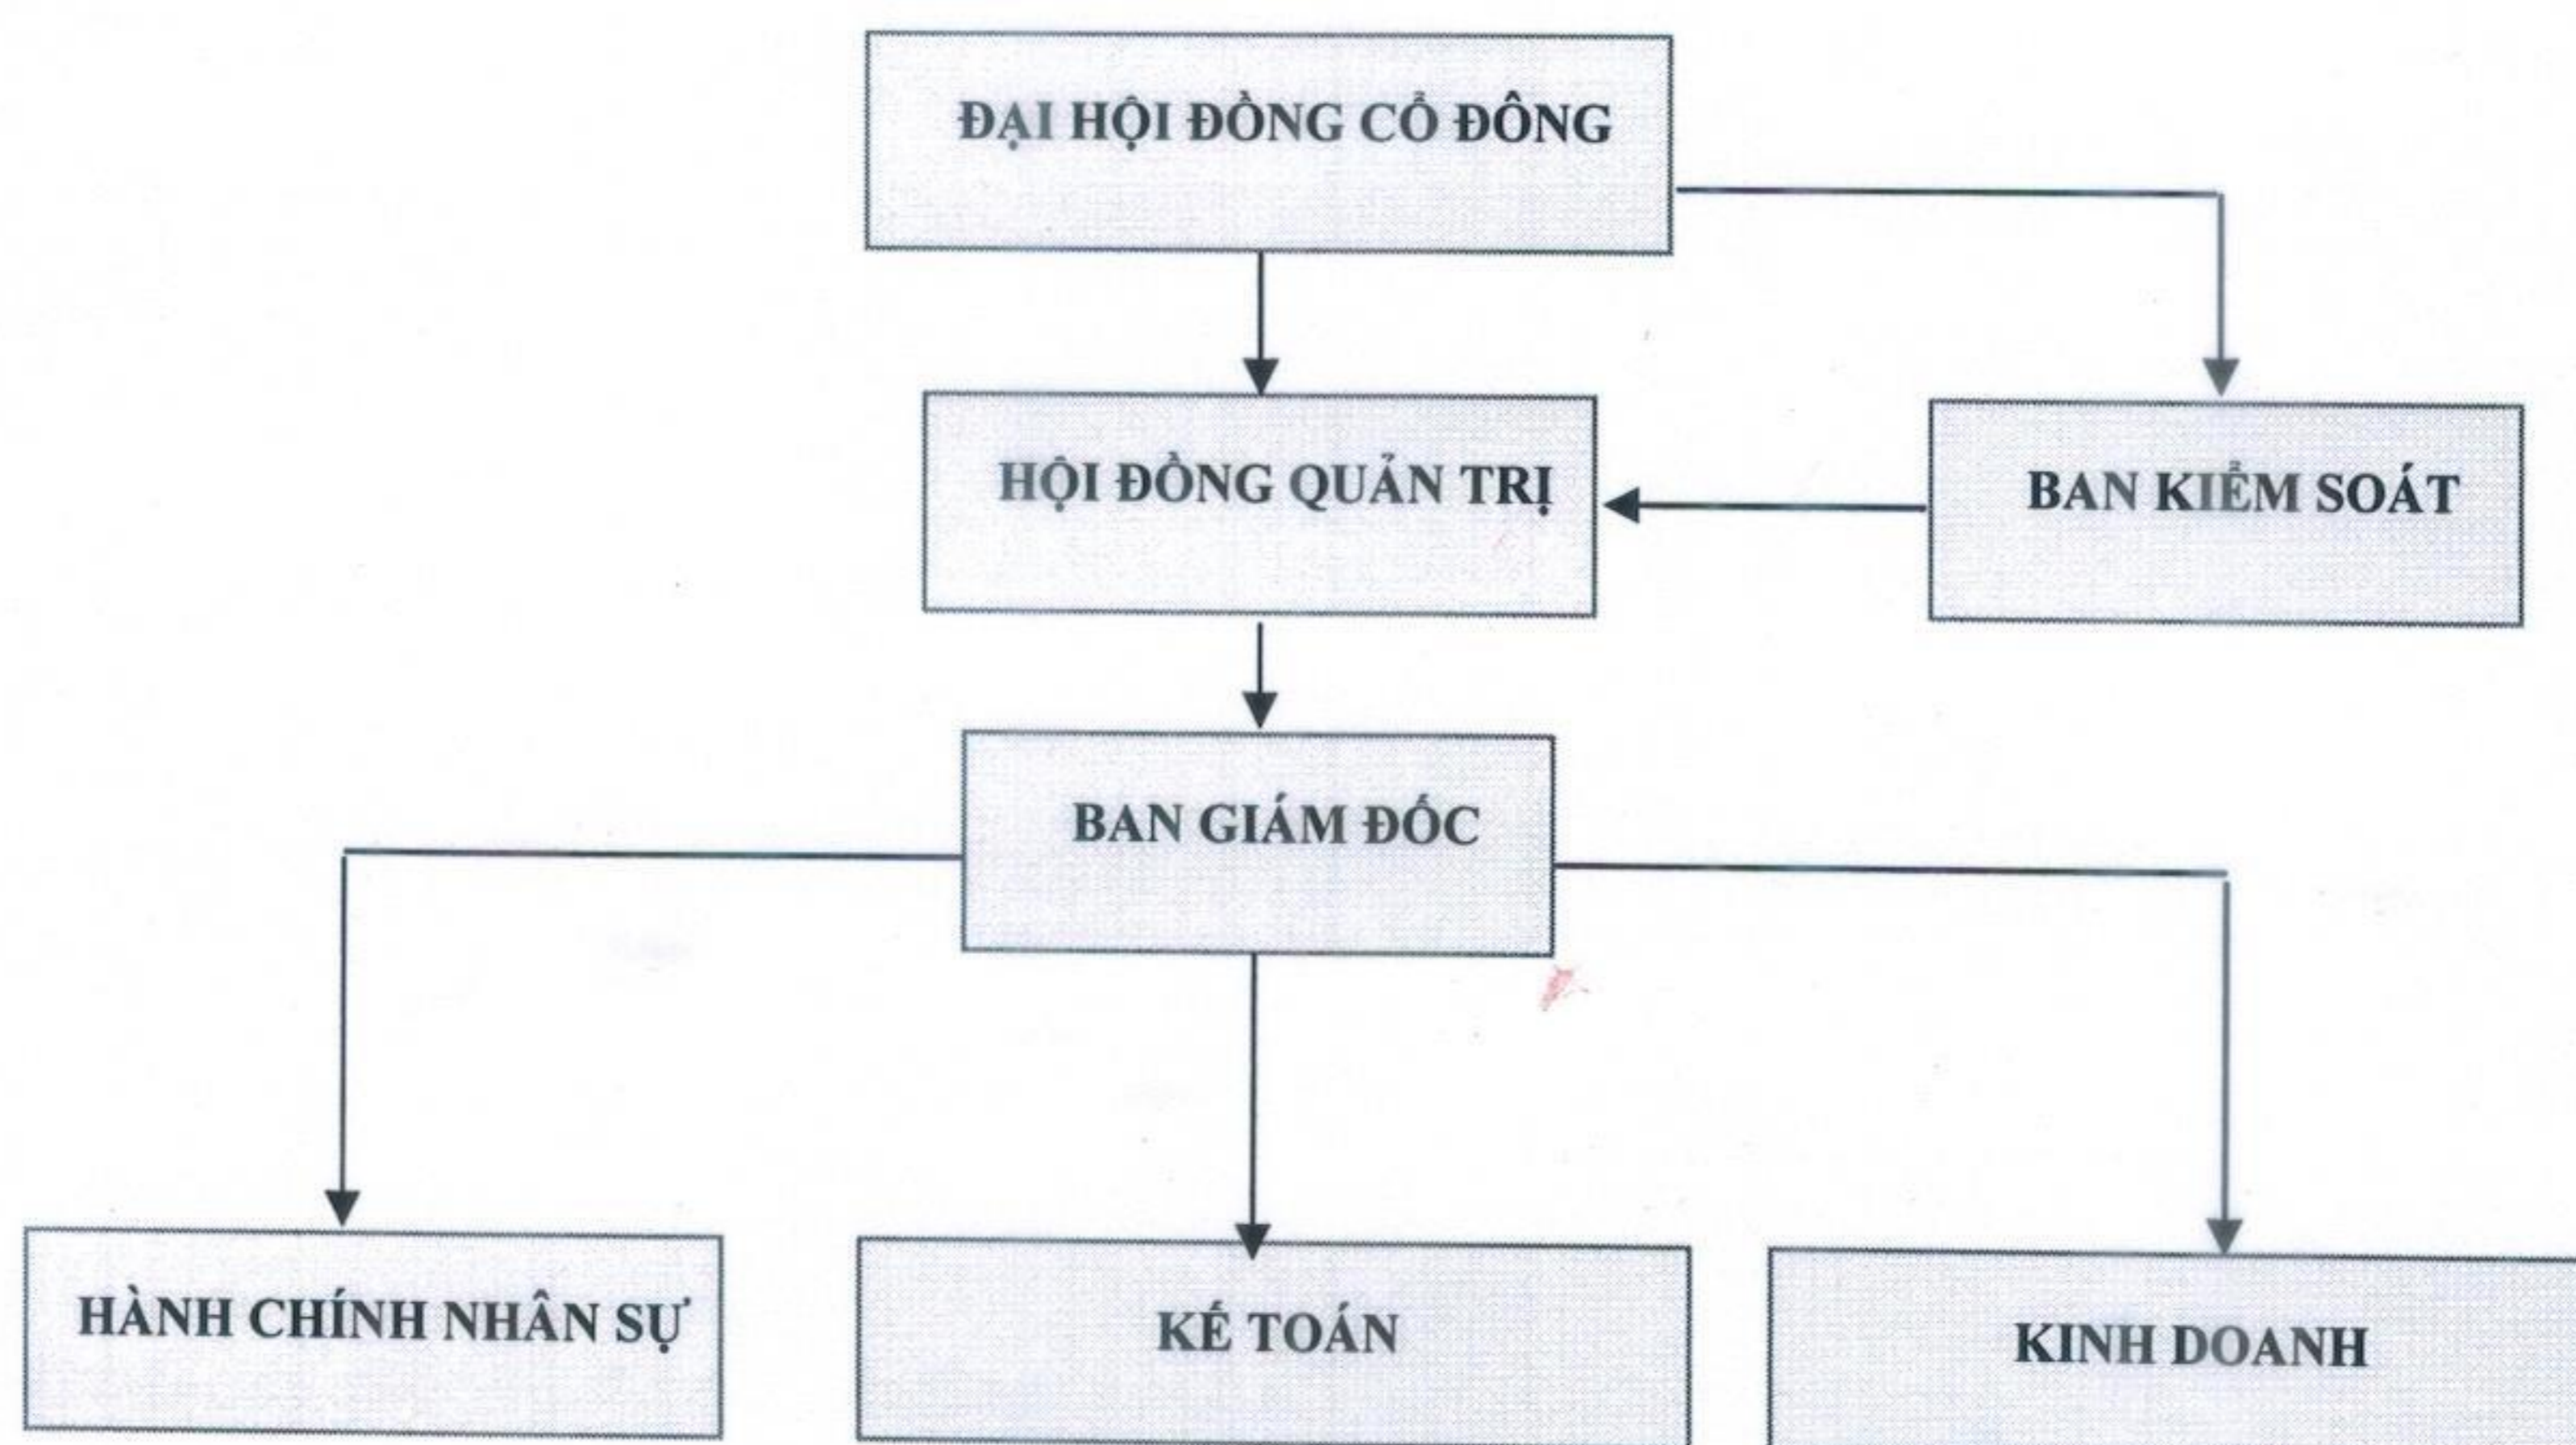 ĐẠI HỘI ĐỒNG CỔ ĐÔNG
HỘI ĐỒNG QUẢN TRỊ
BAN KIỂM SOÁT
BAN GIÁM ĐỐC
HÀNH CHÍNH NHÂN SỰ
KẾ TOÁN
KINH DOANH